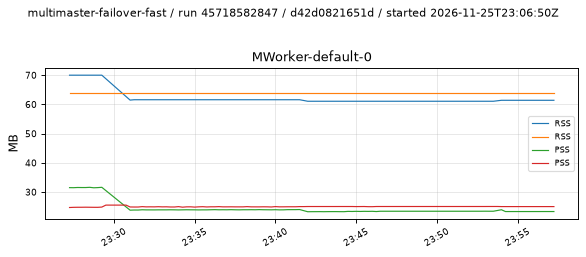 multimaster-failover-fast / run 45718582847 / d42d0821651d / started 2026-11-25T23:06:50Z
MWorker-default-0
MB
70
60
50
40
30
RSS
RSS
PSS
PSS
23:30
23:35
23:40
23:45
23:50
23:55